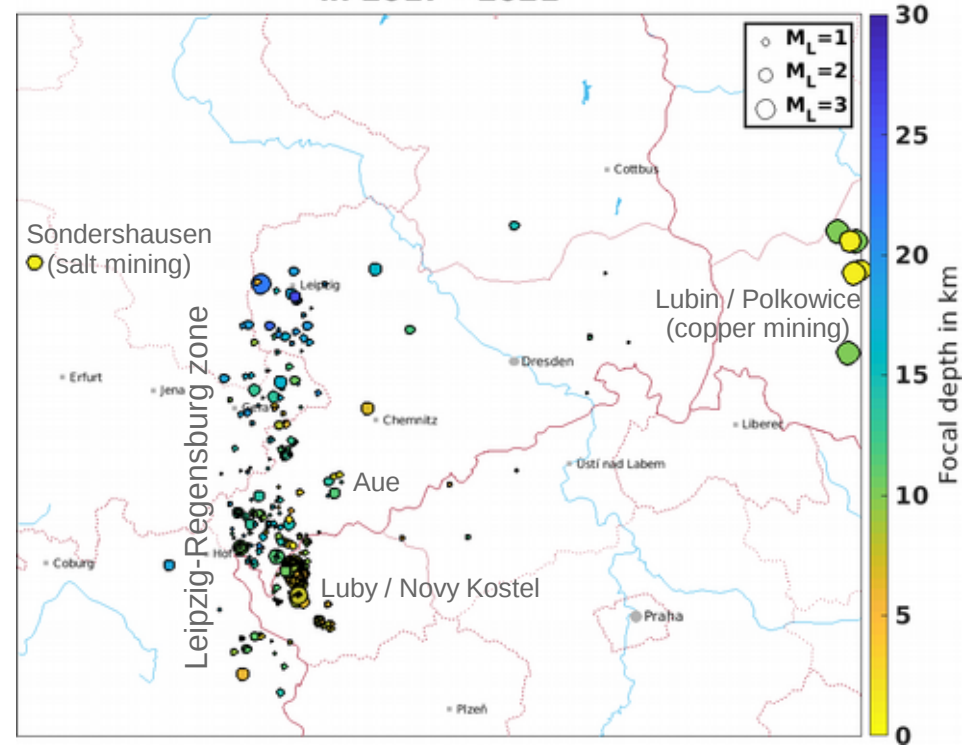 M_L=1
M_L=2
M_L=3
30
25
20
15
10
5
0
Focal depth in km
Cottbus
Sondershausen
(salt mining)
Leipzig
Lubin / Polkowice
(copper mining)
Leipzig-Regensburg zone
Dresden
Erfurt
Jena
Gera
Chemnitz
Liberec
Ústí nad Labem
Aue
Hof
Coburg
Luby / Novy Kostel
Praha
Plzeň